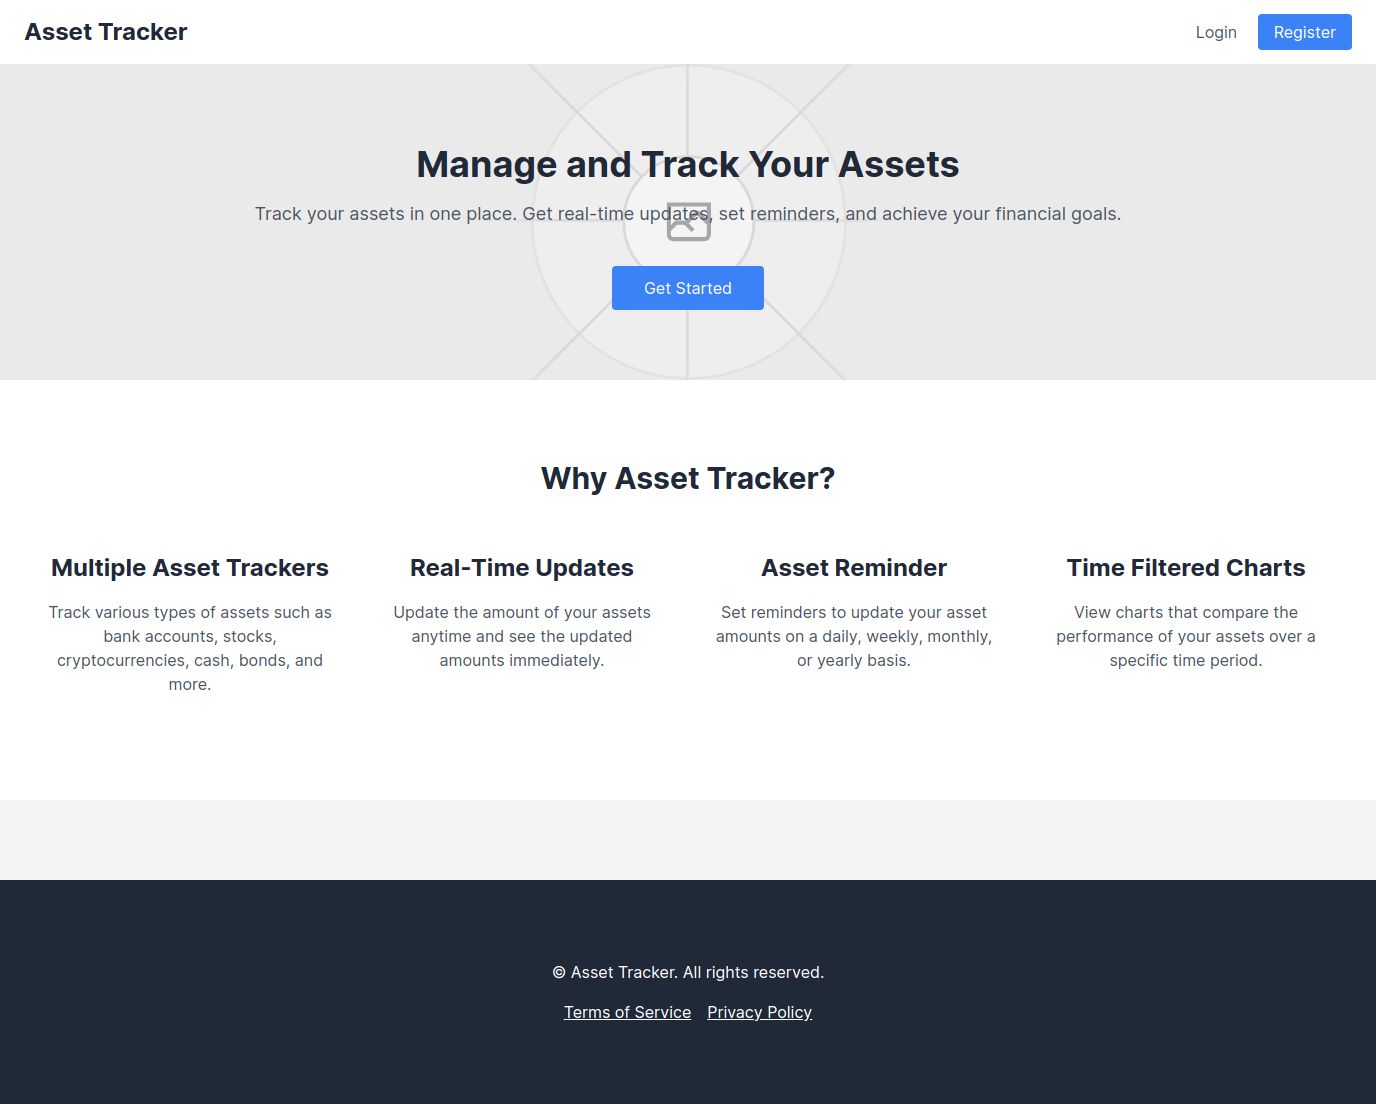 Asset Tracker
Login
Register
Manage and Track Your Assets
Track your assets in one place. Get real-time updates, set reminders, and achieve your financial goals.
Get Started
Why Asset Tracker?
Multiple Asset Trackers
Track various types of assets such as
bank accounts, stocks,
cryptocurrencies, cash, bonds, and
more.
Real-Time Updates
Update the amount of your assets
anytime and see the updated
amounts immediately.
Asset Reminder
Set reminders to update your asset
amounts on a daily, weekly, monthly,
or yearly basis.
Time Filtered Charts
View charts that compare the
performance of your assets over a
specific time period.
© Asset Tracker. All rights reserved.
Terms of Service
Privacy Policy